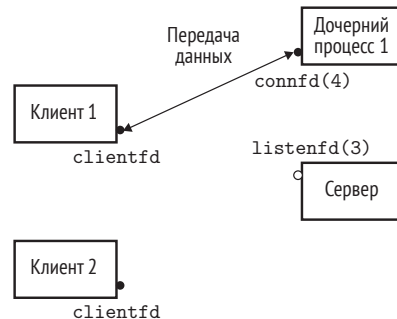 Передача
данных
Дочерний
процесс 1
connfd(4)
Клиент 1
clientfd
listenfd(3)
Сервер
Клиент 2
clientfd